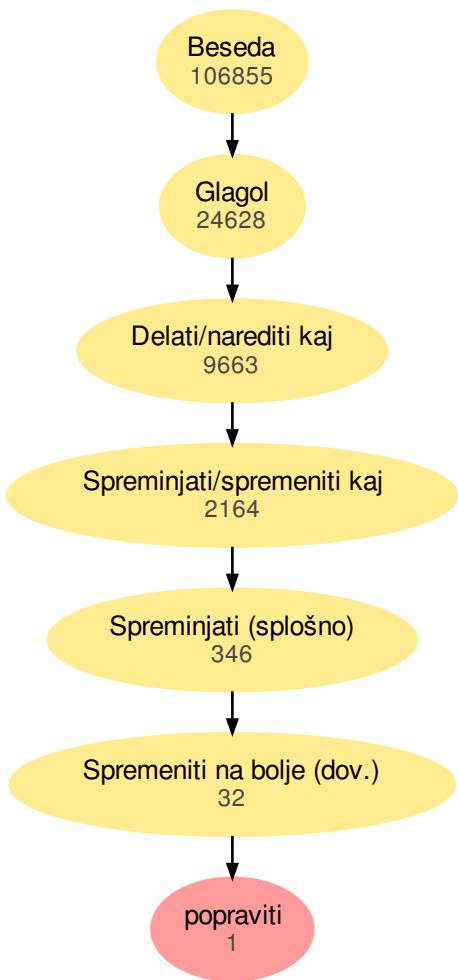 Beseda
106855
Glagol
24628
Delati/narediti kaj
9663
Spreminjati/spremeniti kaj
2164
Spreminjati (splošno)
346
Spremeniti na bolje (dov.)
32
popraviti
1